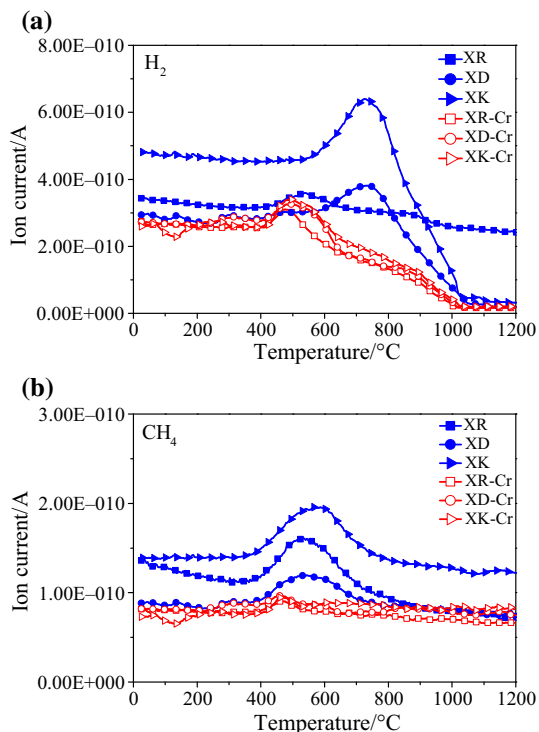 (a)
H2
XR
XD
XK
XR-Cr
XD-Cr
XK-Cr
8.00E–010
6.00E–010
4.00E–010
2.00E–010
0.00E+000
Ion current/A
0 200 400 600 800 1000 1200
Temperature/°C
(b)
CH4
XR
XD
XK
XR-Cr
XD-Cr
XK-Cr
3.00E–010
2.00E–010
1.00E–010
0.00E+000
Ion current/A
0 200 400 600 800 1000 1200
Temperature/°C